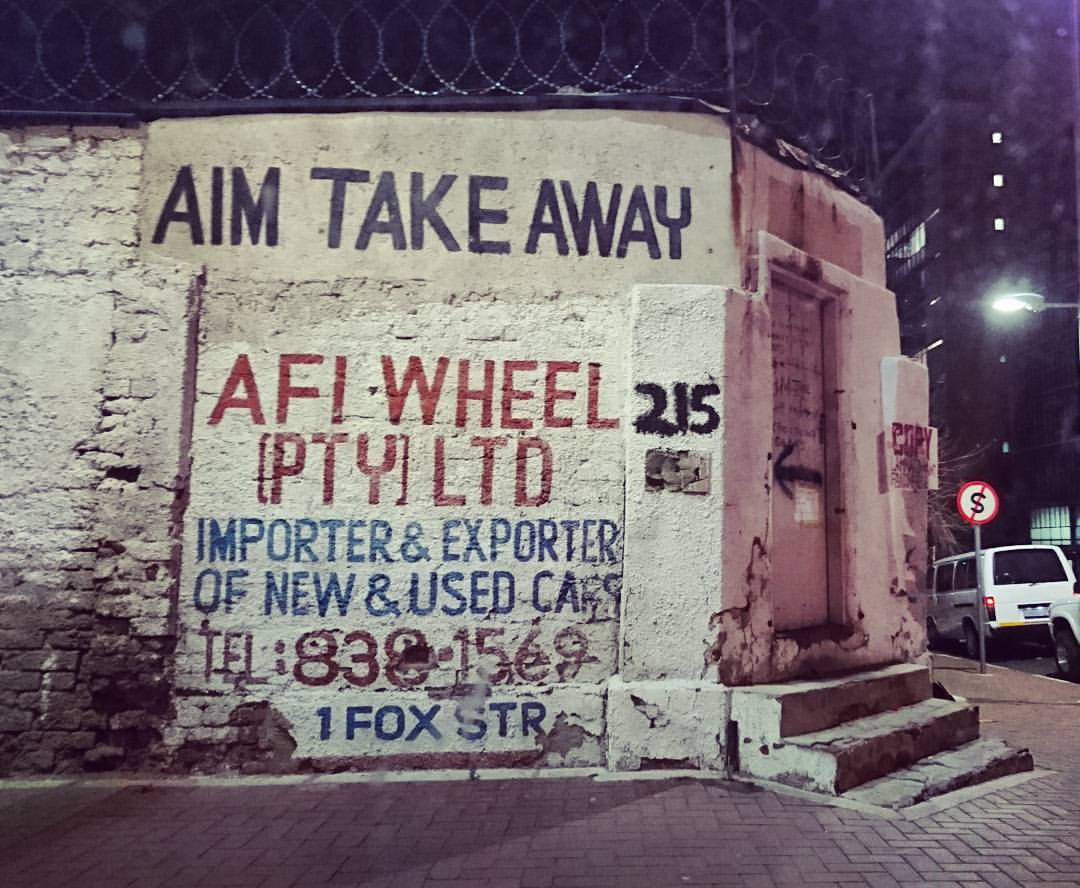 AIM TAKE AWAY
AFI WHEEL
(PTY) LTD
215
IMPORTER & EXPORTER
OF NEW & USED CARS
TEL: 838-1569
1 FOX STR
COPY
S